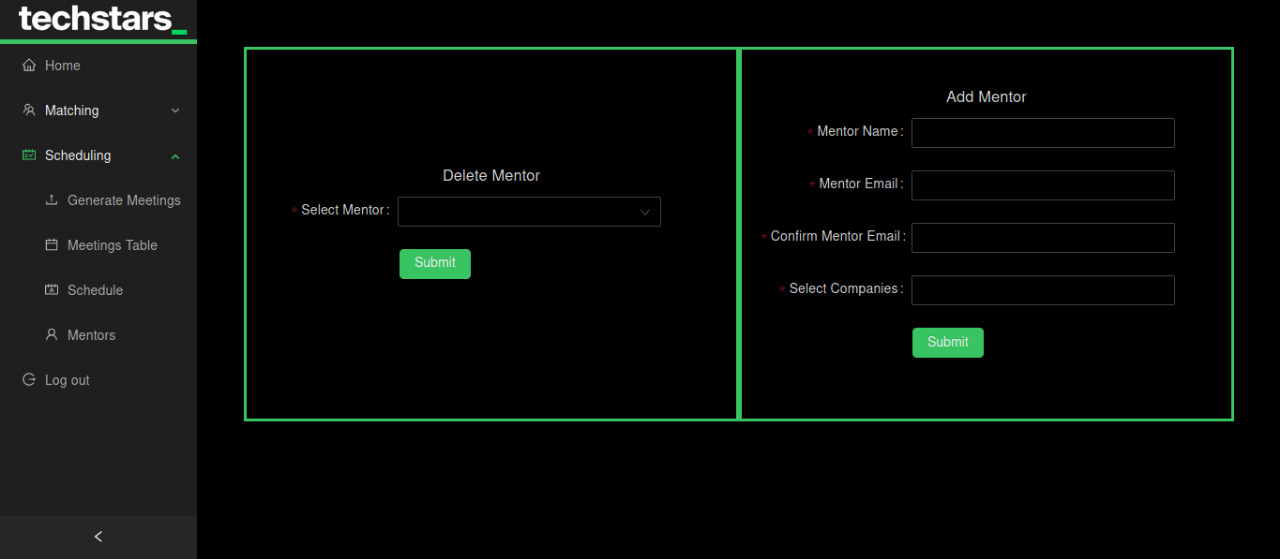 techstars_
Home
Matching
Scheduling
Generate Meetings
Meetings Table
Schedule
Mentors
Log out
Delete Mentor
* Select Mentor :
Submit
Add Mentor
* Mentor Name :
* Mentor Email :
* Confirm Mentor Email :
* Select Companies :
Submit